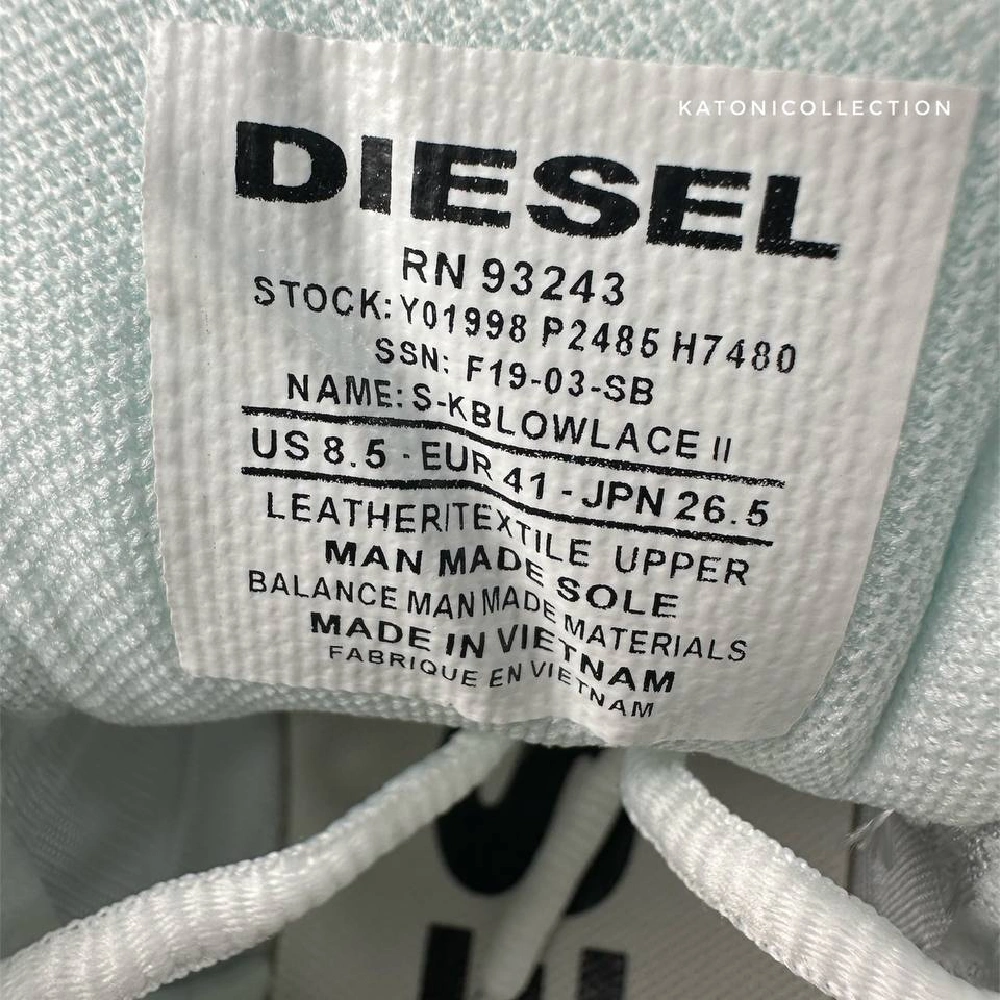 KATONICOLLECTION
DIESEL
RN 93243
STOCK: Y01998 P2485 H7480
SSN: F19-03-SB
NAME: S-KBLOWLACE II
US 8.5 - EUR 41 - JPN 26.5
LEATHER/TEXTILE UPPER
MAN MADE SOLE
BALANCE MAN MADE MATERIALS
MADE IN VIETNAM
FABRIQUE EN VIETNAM